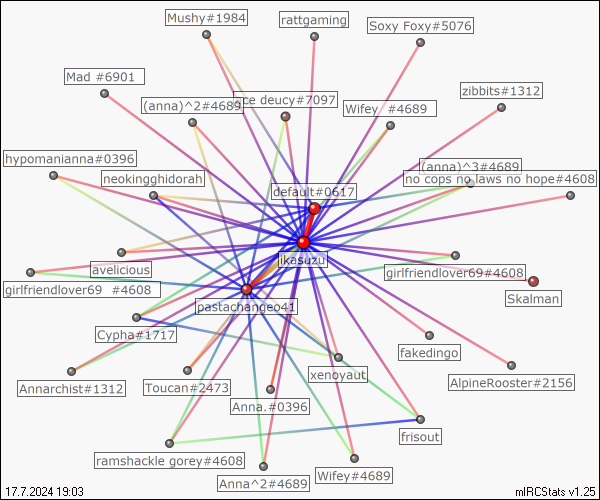 Mushy#1984
rattgaming
Soxy Foxy#5076
Mad #6901
(anna)^2#4689
ce deucy#7097
Wifey  #4689
zibbits#1312
hypomanianna#0396
neokingghidorah
default#0617
(anna)^3#4689
no cops no laws no hope#4608
avelicious
ikasuzu
girlfriendlover69  #4608
girlfriendlover69#4608
Skalman
pastachangeo41
Cypha#1717
fakedingo
Annarchist#1312
Toucan#2473
xenovaut
AlpineRooster#2156
Anna.#0396
frisout
ramshackle gorey#4608
Anna^2#4689
Wifey#4689
17.7.2024 19:03
mIRCStats v1.25